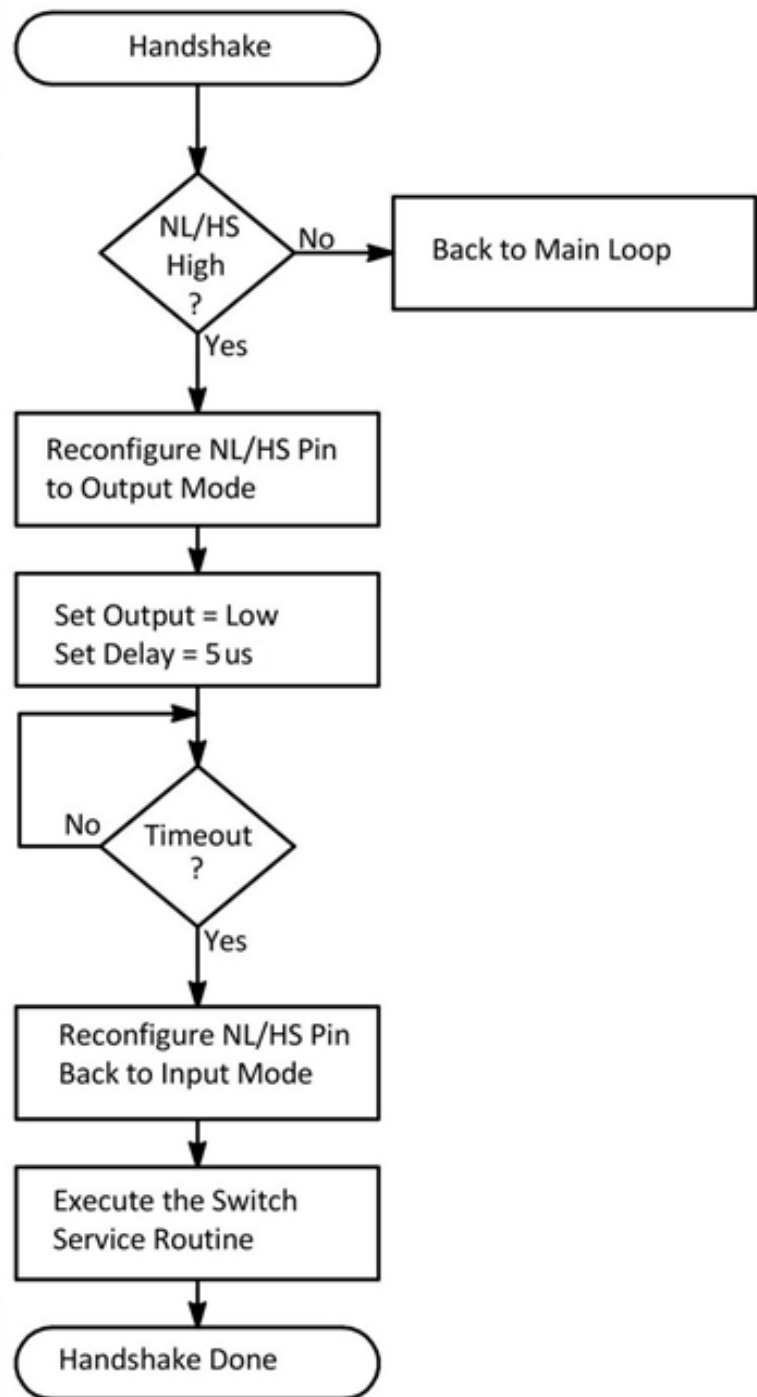 Handshake
NL/HS
High
?
No
Back to Main Loop
Yes
Reconfigure NL/HS Pin
to Output Mode
Set Output = Low
Set Delay = 5us
No
Timeout
?
Yes
Reconfigure NL/HS Pin
Back to Input Mode
Execute the Switch
Service Routine
Handshake Done